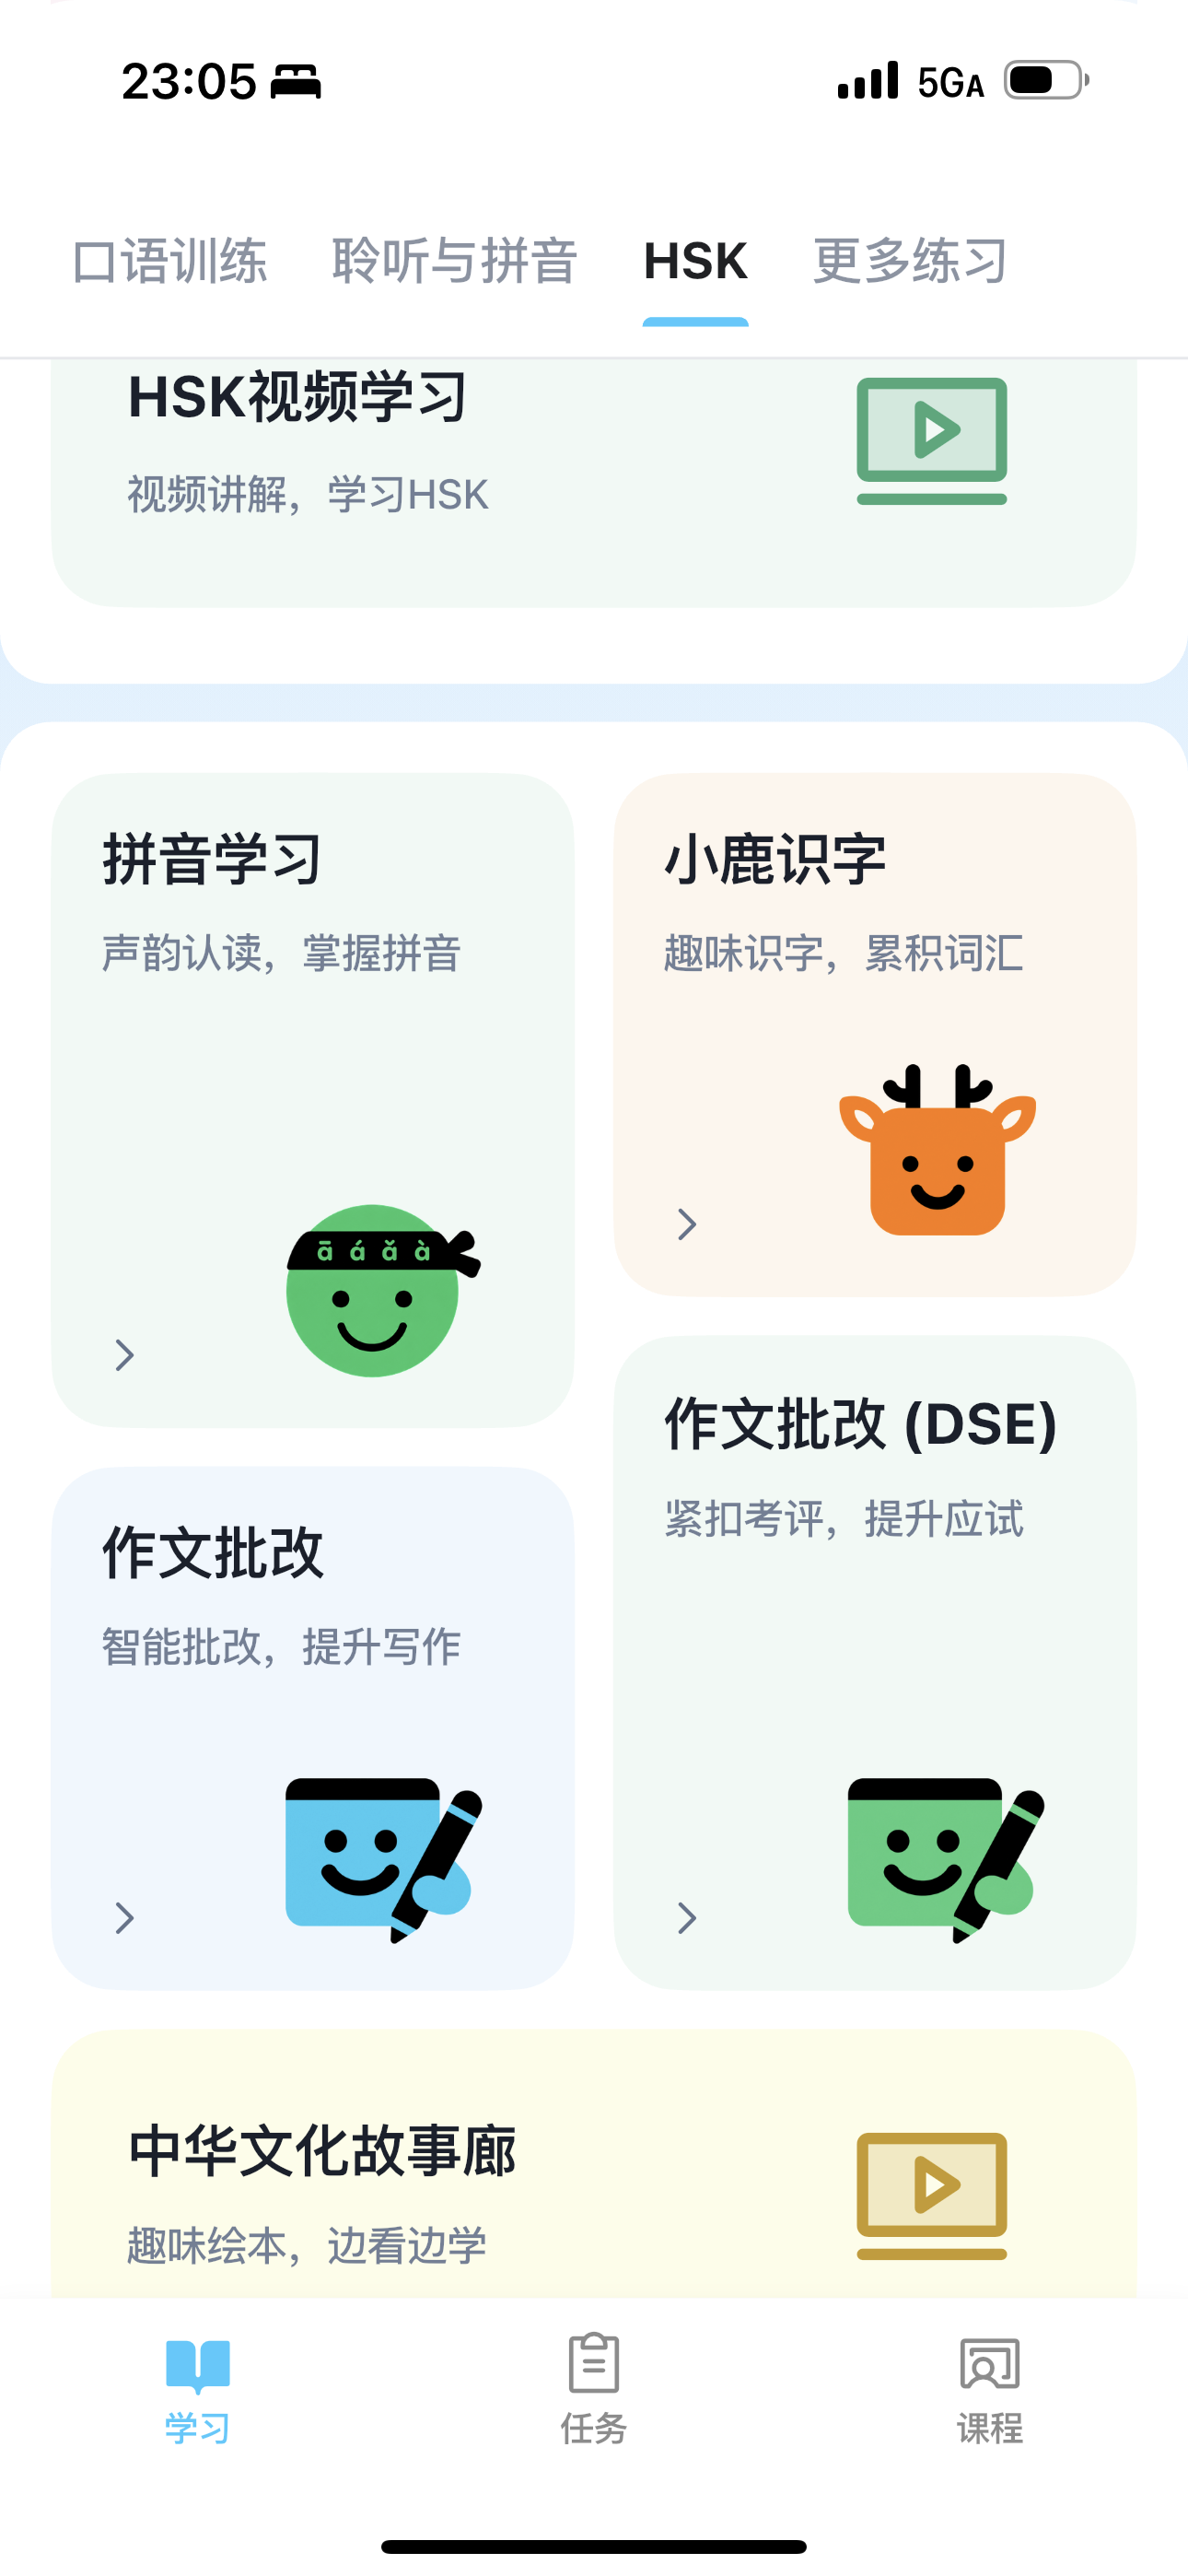 23:05 5GA
口语训练 聆听与拼音 HSK 更多练习
HSK视频学习
视频讲解，学习HSK
拼音学习
声韵认读，掌握拼音
ā á ǎ à
小鹿识字
趣味识字，累积词汇
作文批改
智能批改，提升写作
作文批改 (DSE)
紧扣考评，提升应试
中华文化故事廊
趣味绘本，边看边学
学习 任务 课程